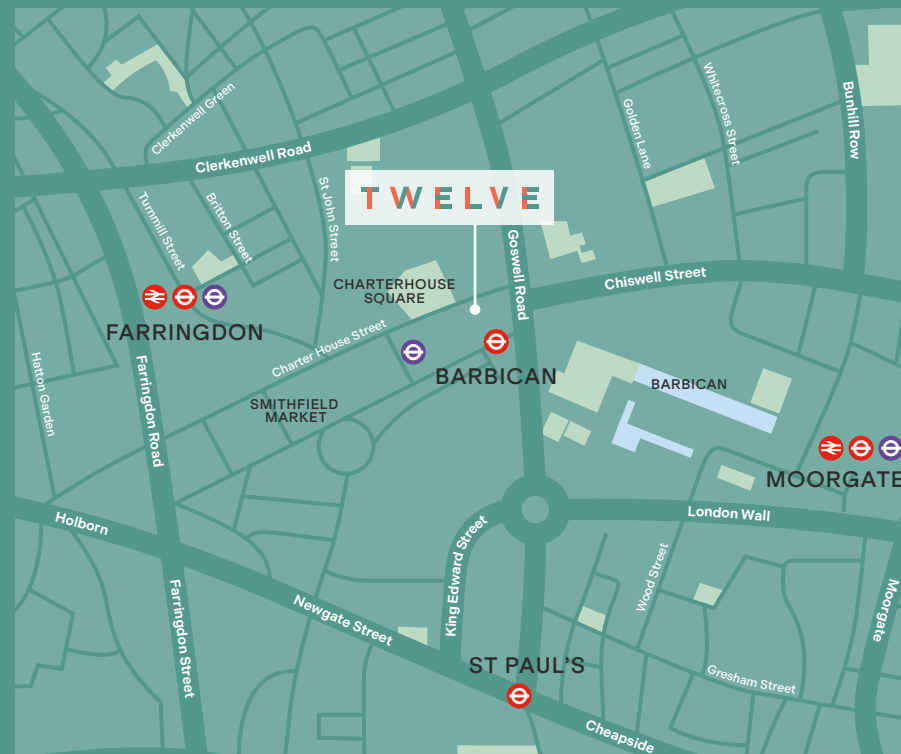 Clerkenwell Green
Clerkenwell Road
Golden Lane
Whitecross Street
Bunhill Row
Turnmill Street
Britton Street
St John Street
TWELVE
Goswell Road
CHARTERHOUSE
SQUARE
Chiswell Street
FARRINGDON
Charter House Street
BARBICAN
BARBICAN
Hatton Garden
Farringdon Road
SMITHFIELD
MARKET
MOORGATE
Holborn
London Wall
King Edward Street
Wood Street
Farringdon Street
Newgate Street
Moorgate
ST PAUL'S
Gresham Street
Cheapside